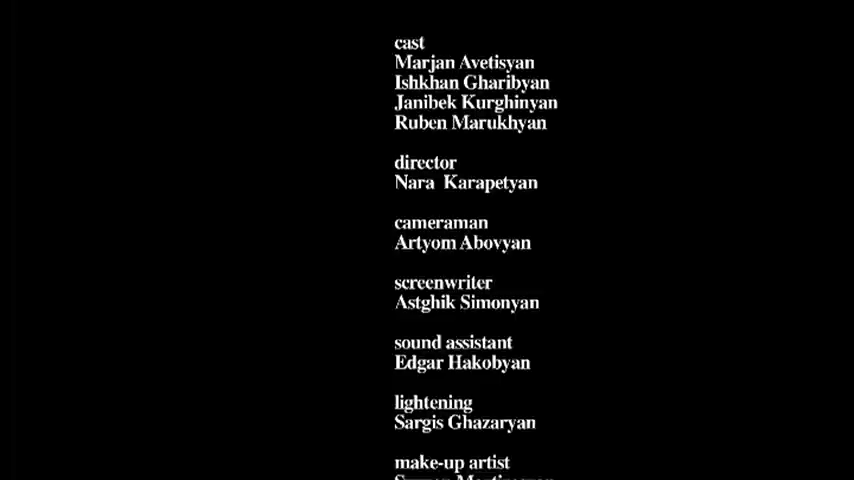 cast
Marjan Avetisyan
Ishkhan Gharibyan
Janibek Kurghinyan
Ruben Marukhyan
director
Nara Karapetyan
cameraman
Artyom Abovyan
screenwriter
Astghik Simonyan
sound assistant
Edgar Hakobyan
lightening
Sargis Ghazaryan
make-up artist